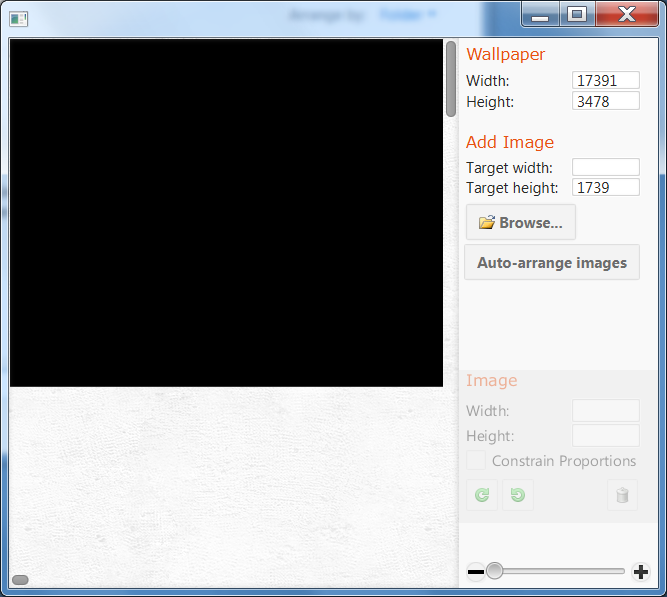 Arrange by: Folder
Wallpaper
Width: 17391
Height: 3478
Add Image
Target width:
Target height: 1739
Browse...
Auto-arrange images
Image
Width:
Height:
Constrain Proportions